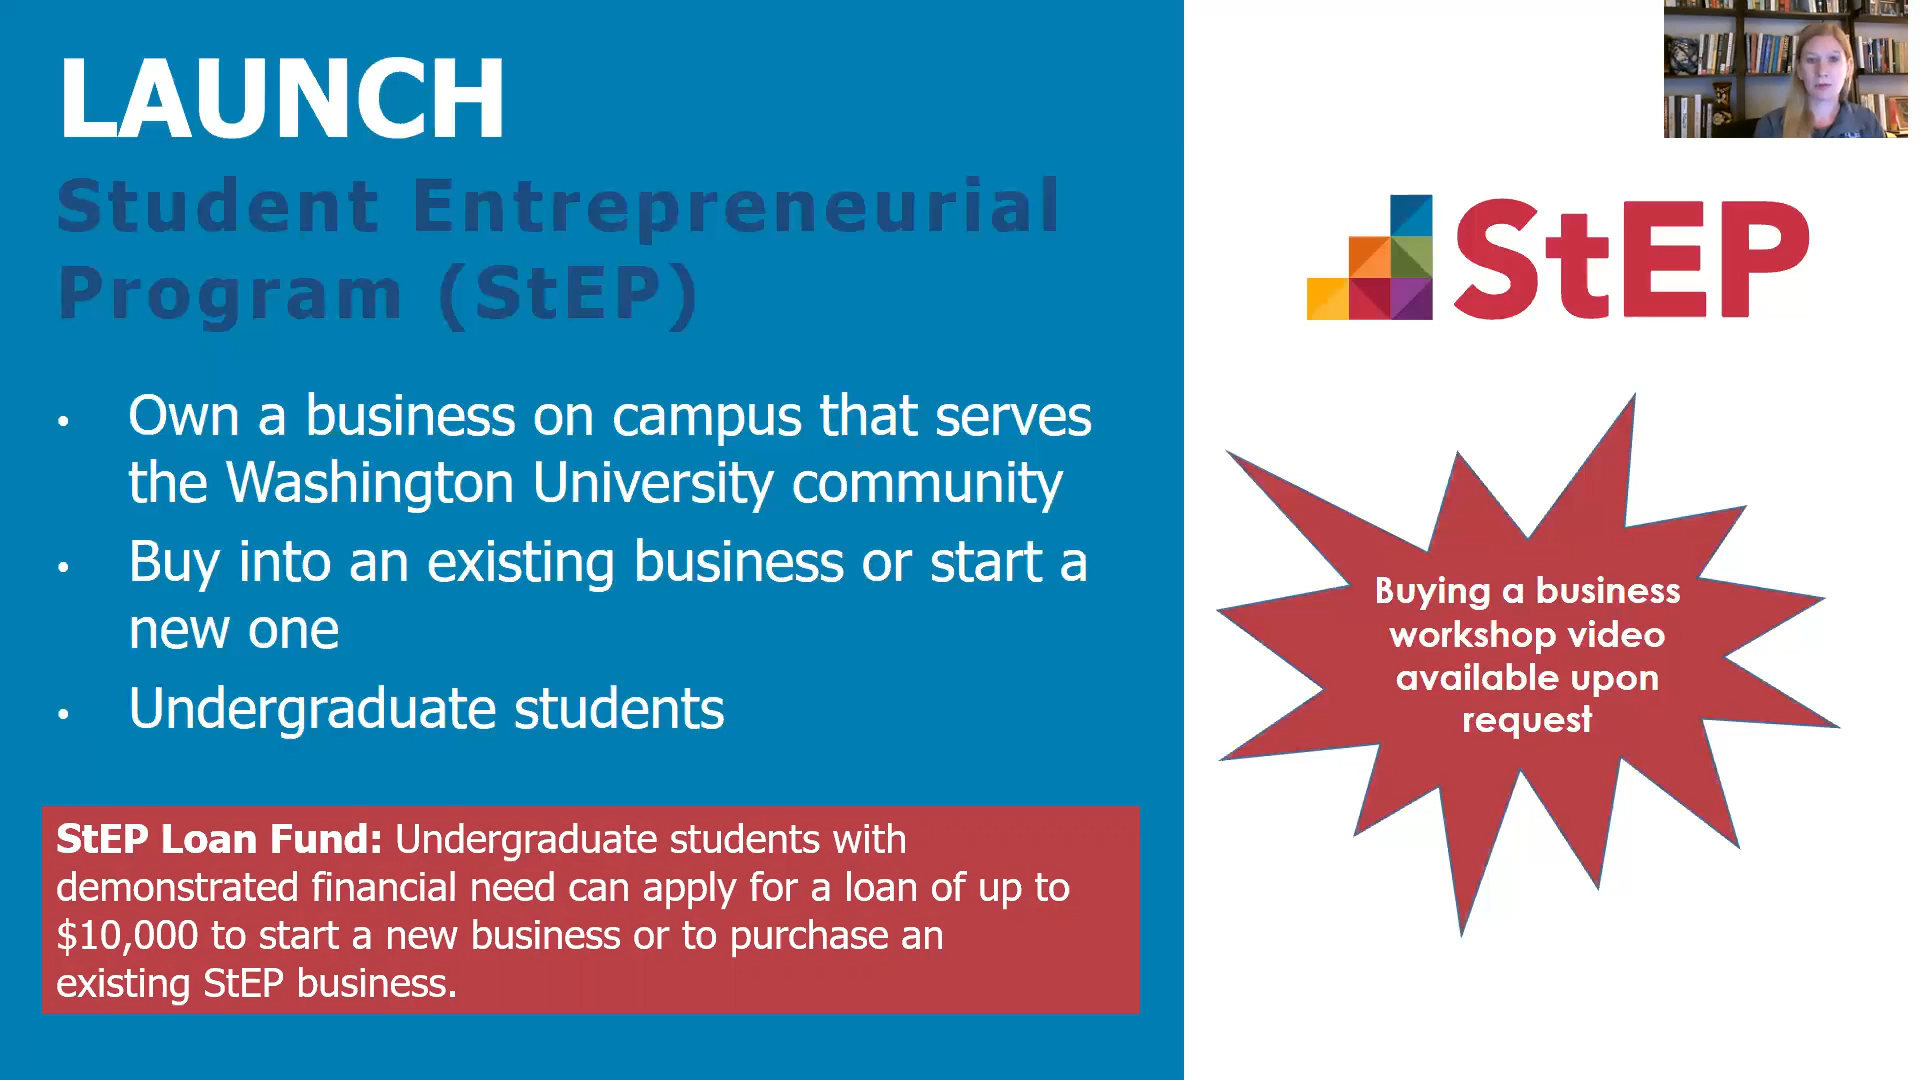 LAUNCH
Student Entrepreneurial
Program (StEP)
• Own a business on campus that serves
the Washington University community
• Buy into an existing business or start a
new one
• Undergraduate students
StEP Loan Fund: Undergraduate students with
demonstrated financial need can apply for a loan of up to
$10,000 to start a new business or to purchase an
existing StEP business.
StEP
Buying a business
workshop video
available upon
request